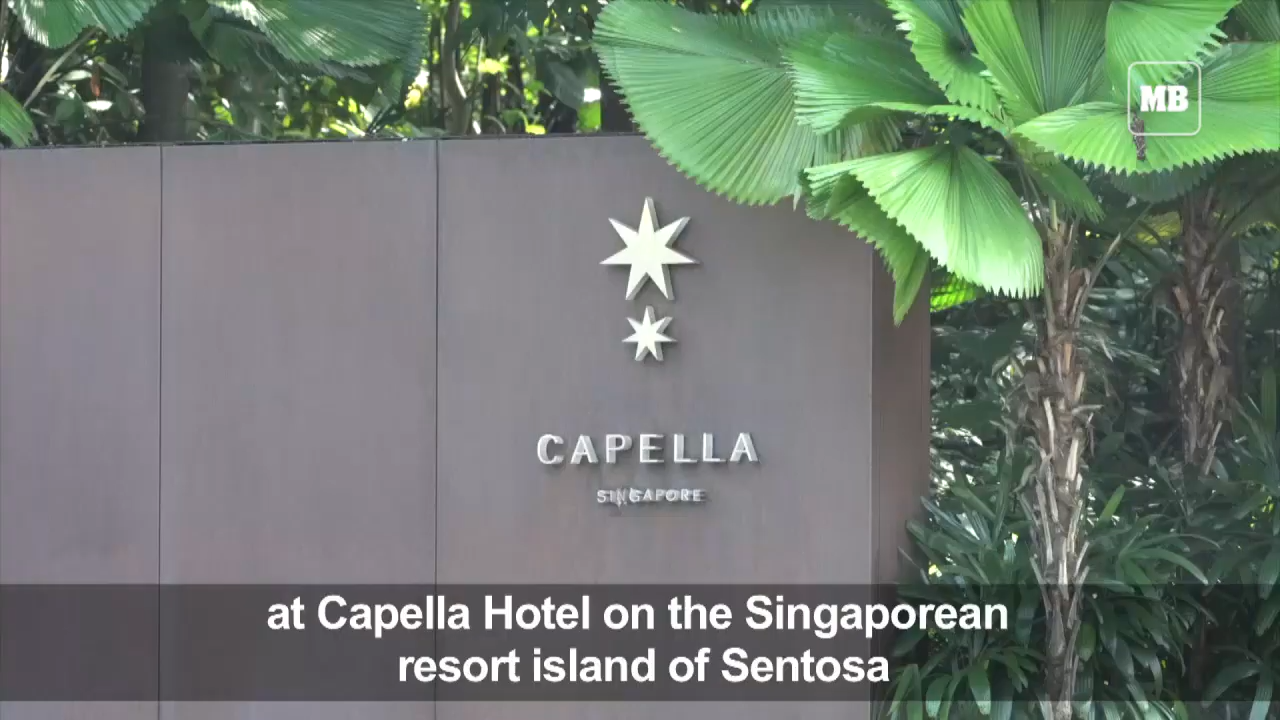 MB
CAPELLA
SINGAPORE
at Capella Hotel on the Singaporean
resort island of Sentosa